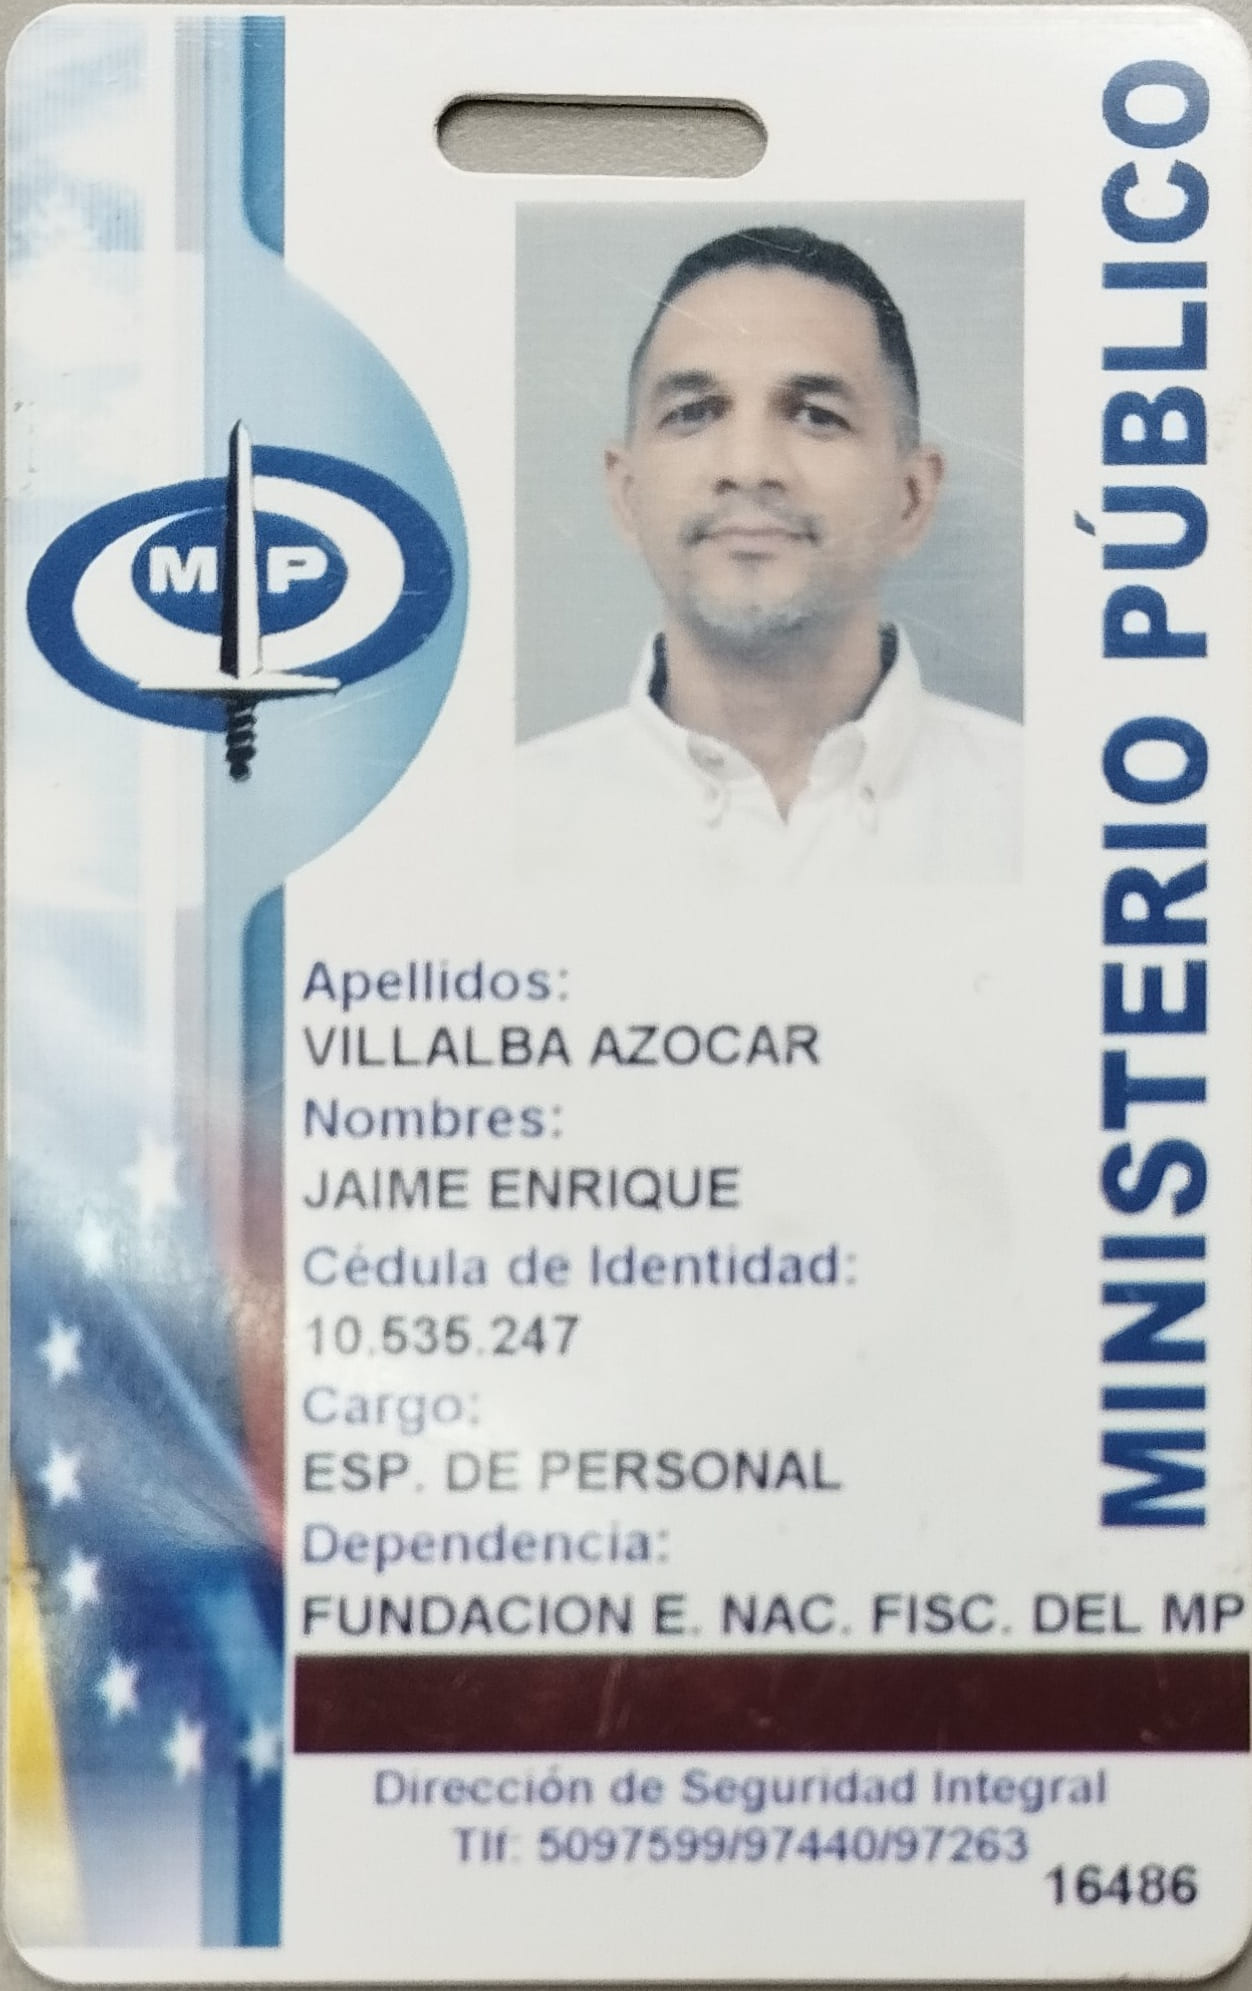 MINISTERIO PÚBLICO
MP
Apellidos:
VILLALBA AZOCAR
Nombres:
JAIME ENRIQUE
Cédula de Identidad:
10.535.247
Cargo:
ESP. DE PERSONAL
Dependencia:
FUNDACION E. NAC. FISC. DEL MP
Dirección de Seguridad Integral
Tlf: 5097599/97440/97263
16486